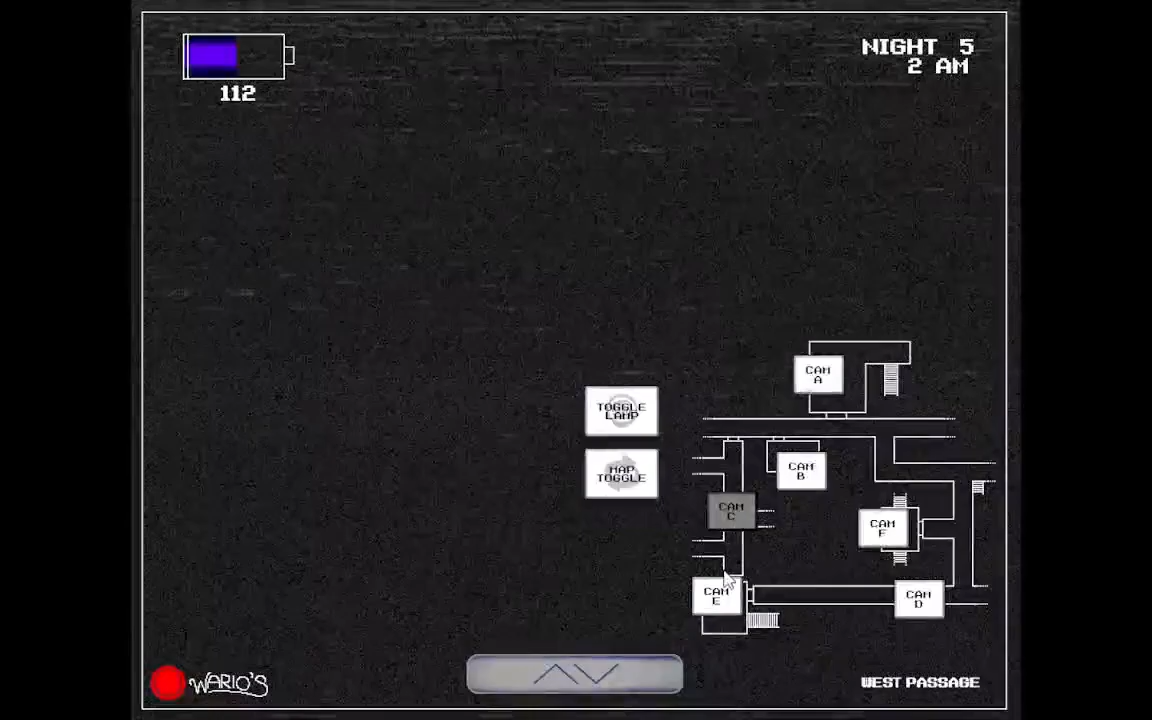 NIGHT 5
2 AM
112
CAM
A
TOGGLE
LAMP
CAM
B
MAP
TOGGLE
CAM
C
CAM
F
CAM
E
CAM
D
WARIO'S
WEST PASSAGE